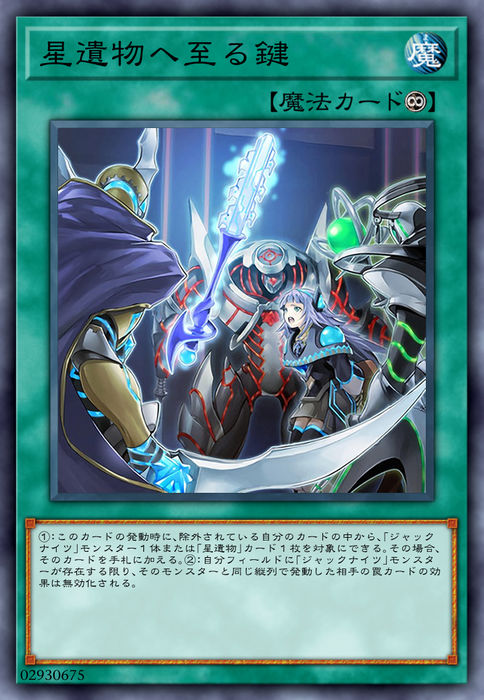 星遺物へ至る鍵
魔
【魔法カード】
①:このカードの発動時に、除外されている自分のカードの中から、「ジャック
ナイツ」モンスター1体または「星遺物」カード1枚を対象にできる。その場合、
そのカードを手札に加える。②:自分フィールドに「ジャックナイツ」モンス
ターが存在する限り、そのモンスターと同じ縦列で発動した相手の罠カードの効
果は無効化される。
02930675